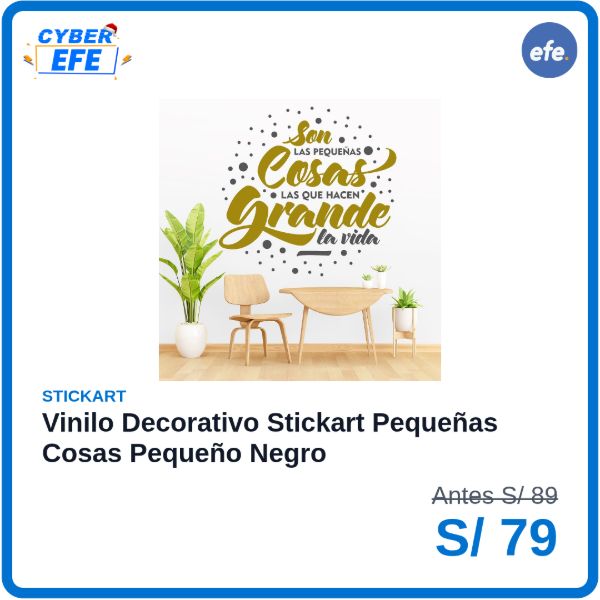 CYBER
EFE
efe.
Son
LAS PEQUEÑAS
Cosas
LAS QUE HACEN
Grande
la vida
STICKART
Vinilo Decorativo Stickart Pequeñas
Cosas Pequeño Negro
Antes S/ 89
S/ 79